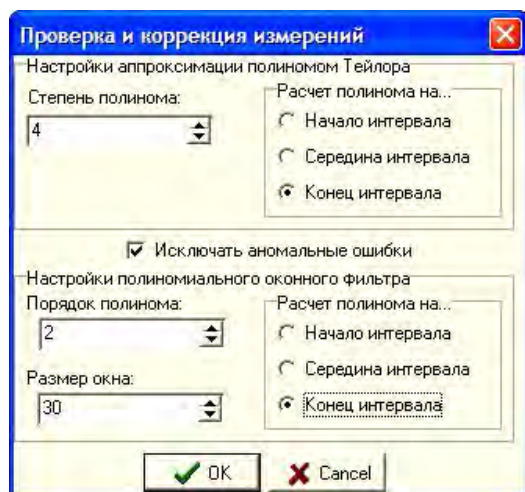 Проверка и коррекция измерений
Настройки аппроксимации полиномом Тейлора
Степень полинома:
4
Расчет полинома на...
Начало интервала
Середина интервала
Конец интервала
Исключать аномальные ошибки
Настройки полиномиального оконного фильтра
Порядок полинома:
2
Размер окна:
30
Расчет полинома на...
Начало интервала
Середина интервала
Конец интервала
OK
Cancel